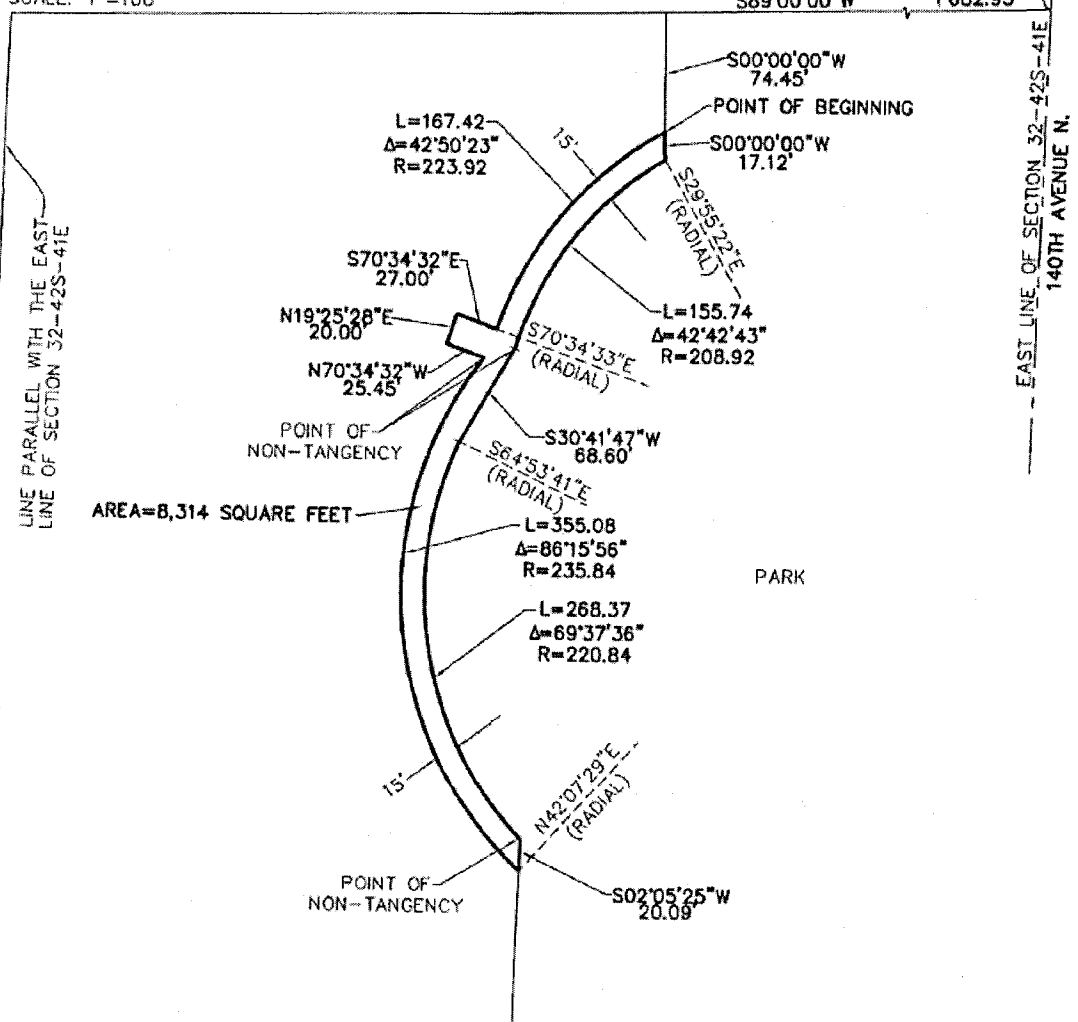 S00°00'00"W
74.45'
POINT OF BEGINNING
S00°00'00"W
17.12'
L=167.42
Δ=42°50'23"
R=223.92
15'
S29°55'22"E
(RADIAL)
EAST LINE OF SECTION 32-42S-41E
140TH AVENUE N.
LINE PARALLEL WITH THE EAST
LINE OF SECTION 32-42S-41E
S70°34'32"E
27.00'
N19°25'28"E
20.00'
N70°34'32"W
25.45'
S70°34'33"E
(RADIAL)
L=155.74
Δ=42°42'43"
R=208.92
POINT OF
NON-TANGENCY
S30°41'47"W
68.60'
S64°53'41"E
(RADIAL)
AREA=8,314 SQUARE FEET
L=355.08
Δ=86°15'56"
R=235.84
PARK
L=268.37
Δ=69°37'36"
R=220.84
15'
N42°07'29"E
(RADIAL)
POINT OF
NON-TANGENCY
S02°05'25"W
20.09'